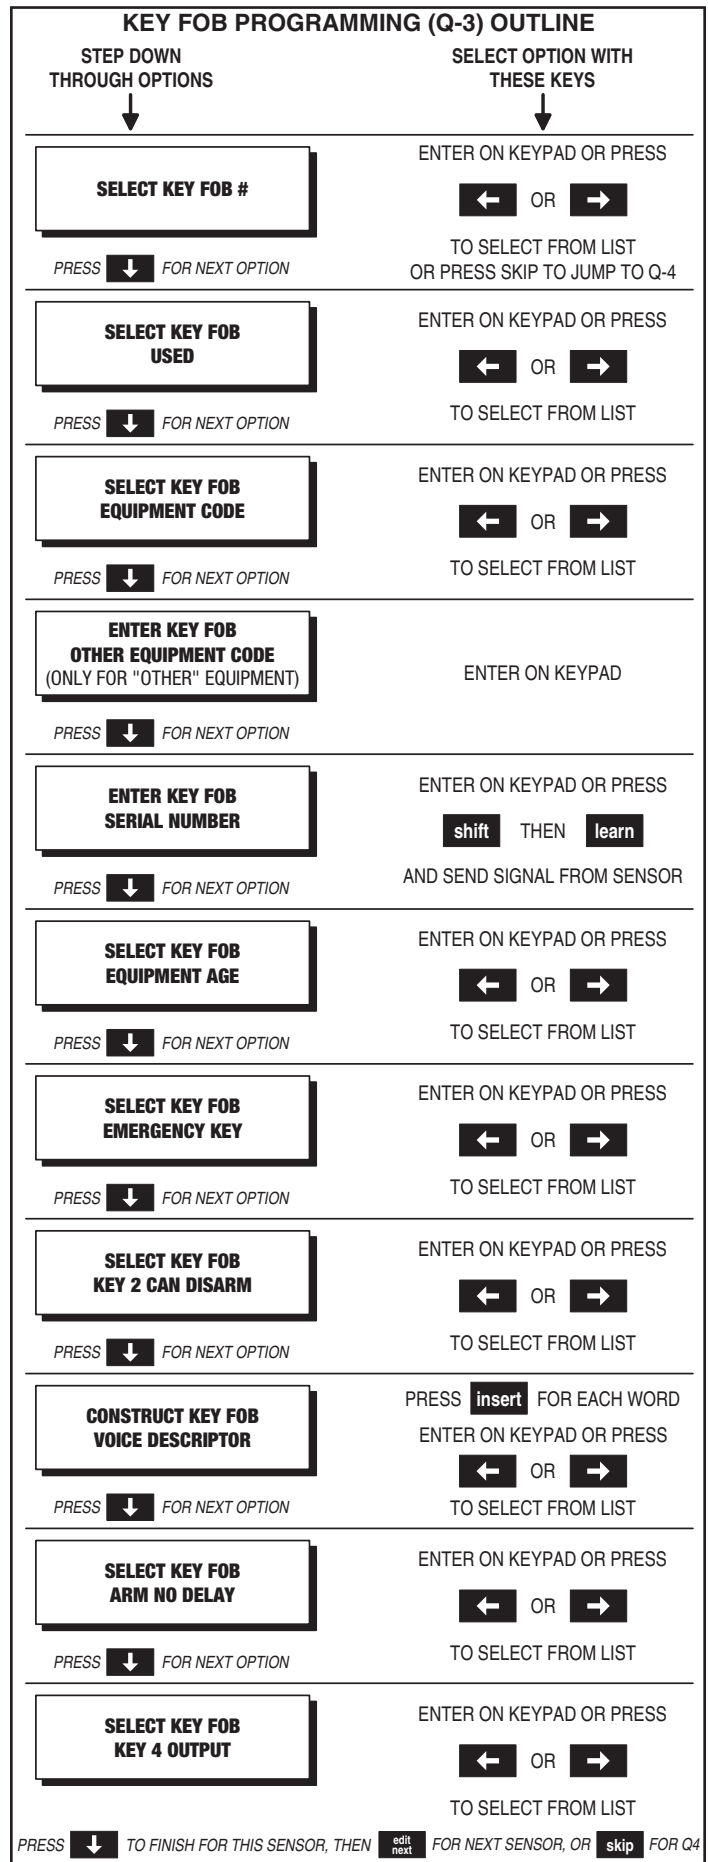 KEY FOB PROGRAMMING (Q-3) OUTLINE
STEP DOWN
THROUGH OPTIONS
SELECT OPTION WITH
THESE KEYS
SELECT KEY FOB #
PRESS ↓ FOR NEXT OPTION
ENTER ON KEYPAD OR PRESS
← OR →
TO SELECT FROM LIST
OR PRESS SKIP TO JUMP TO Q-4
SELECT KEY FOB
USED
PRESS ↓ FOR NEXT OPTION
ENTER ON KEYPAD OR PRESS
← OR →
TO SELECT FROM LIST
SELECT KEY FOB
EQUIPMENT CODE
PRESS ↓ FOR NEXT OPTION
ENTER ON KEYPAD OR PRESS
← OR →
TO SELECT FROM LIST
ENTER KEY FOB
OTHER EQUIPMENT CODE
(ONLY FOR "OTHER" EQUIPMENT)
PRESS ↓ FOR NEXT OPTION
ENTER ON KEYPAD
ENTER KEY FOB
SERIAL NUMBER
PRESS ↓ FOR NEXT OPTION
ENTER ON KEYPAD OR PRESS
shift THEN learn
AND SEND SIGNAL FROM SENSOR
SELECT KEY FOB
EQUIPMENT AGE
PRESS ↓ FOR NEXT OPTION
ENTER ON KEYPAD OR PRESS
← OR →
TO SELECT FROM LIST
SELECT KEY FOB
EMERGENCY KEY
PRESS ↓ FOR NEXT OPTION
ENTER ON KEYPAD OR PRESS
← OR →
TO SELECT FROM LIST
SELECT KEY FOB
KEY 2 CAN DISARM
PRESS ↓ FOR NEXT OPTION
ENTER ON KEYPAD OR PRESS
← OR →
TO SELECT FROM LIST
CONSTRUCT KEY FOB
VOICE DESCRIPTOR
PRESS ↓ FOR NEXT OPTION
PRESS insert FOR EACH WORD
ENTER ON KEYPAD OR PRESS
← OR →
TO SELECT FROM LIST
SELECT KEY FOB
ARM NO DELAY
PRESS ↓ FOR NEXT OPTION
ENTER ON KEYPAD OR PRESS
← OR →
TO SELECT FROM LIST
SELECT KEY FOB
KEY 4 OUTPUT
ENTER ON KEYPAD OR PRESS
← OR →
TO SELECT FROM LIST
PRESS ↓ TO FINISH FOR THIS SENSOR, THEN edit next FOR NEXT SENSOR, OR skip FOR Q4